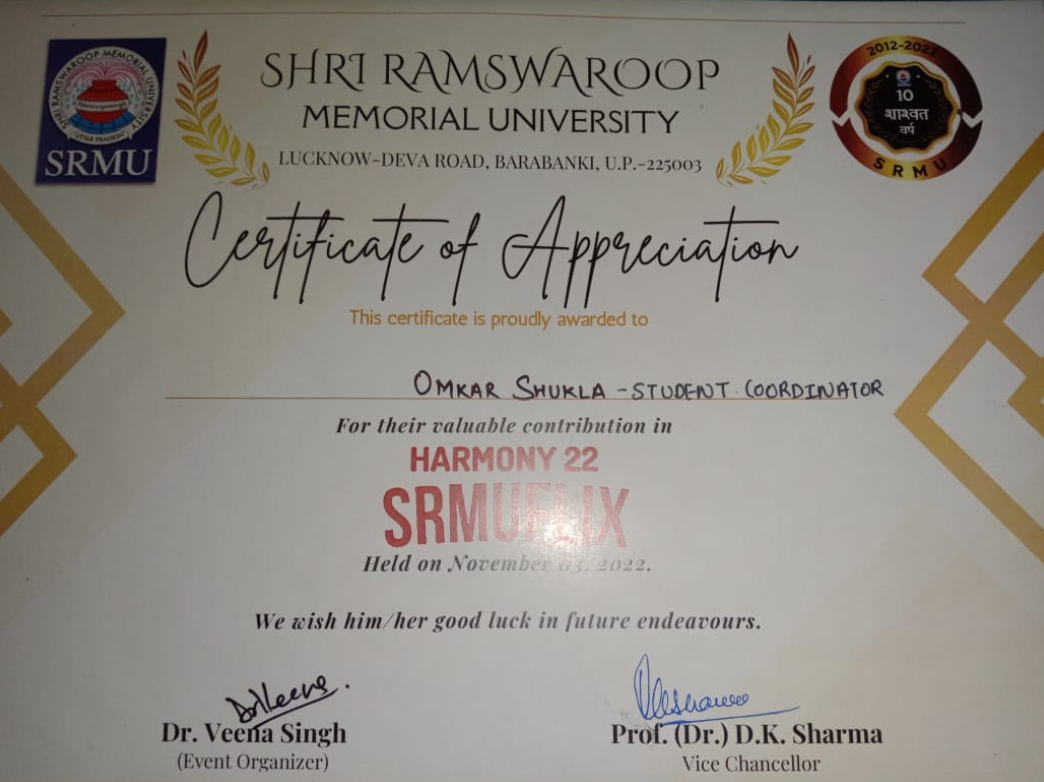 SHRI RAMSWAROOP MEMORIAL UNIVERSITY
(UTTAR PRADESH)
SRMU
SHRI RAMSWAROOP
MEMORIAL UNIVERSITY
LUCKNOW-DEVA ROAD, BARABANKI, U.P.-225003
2012-2022
10
शाश्वत
वर्ष
SRMU
Certificate of Appreciation
This certificate is proudly awarded to
OMKAR SHUKLA - STUDENT COORDINATOR
For their valuable contribution in
HARMONY 22
SRMUFLIX
Held on November 03, 2022.
We wish him/her good luck in future endeavours.
Dr. Veena Singh
(Event Organizer)
Prof. (Dr.) D.K. Sharma
Vice Chancellor